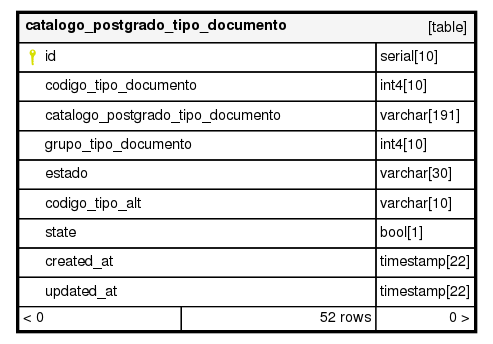 catalogo_postgrado_tipo_documento [table]
id serial[10]
codigo_tipo_documento int4[10]
catalogo_postgrado_tipo_documento varchar[191]
grupo_tipo_documento int4[10]
estado varchar[30]
codigo_tipo_alt varchar[10]
state bool[1]
created_at timestamp[22]
updated_at timestamp[22]
< 0 52 rows 0 >